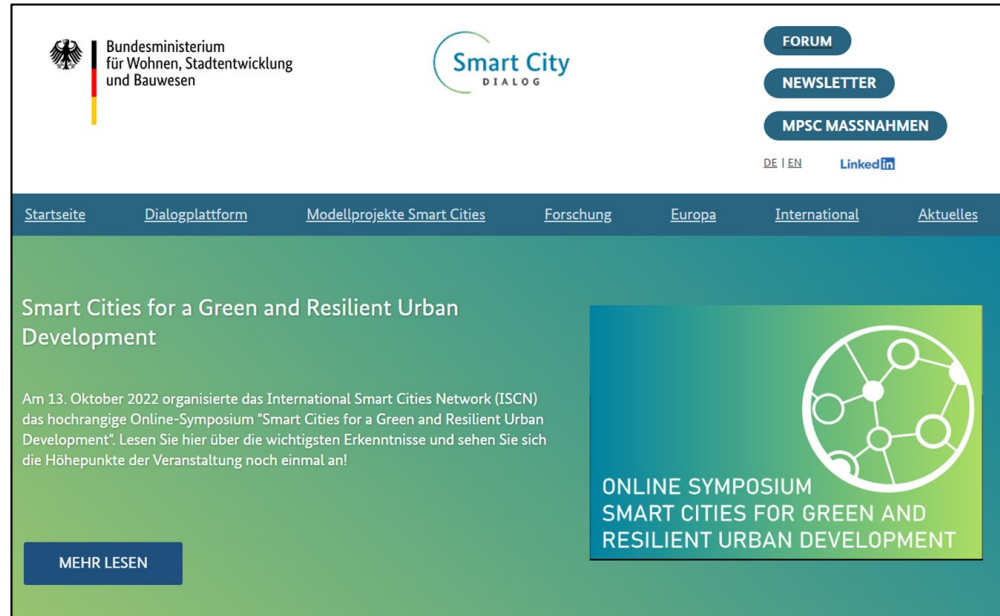 Bundesministerium
für Wohnen, Stadtentwicklung
und Bauwesen
Smart City
DIALOG
FORUM
NEWSLETTER
MPSC MASSNAHMEN
DE | EN
Linked in
Startseite Dialogplattform Modellprojekte Smart Cities Forschung Europa International Aktuelles
Smart Cities for a Green and Resilient Urban
Development
Am 13. Oktober 2022 organisierte das International Smart Cities Network (ISCN)
das hochrangige Online-Symposium "Smart Cities for a Green and Resilient Urban
Development". Lesen Sie hier über die wichtigsten Erkenntnisse und sehen Sie sich
die Höhepunkte der Veranstaltung noch einmal an!
MEHR LESEN
ONLINE SYMPOSIUM
SMART CITIES FOR GREEN AND
RESILIENT URBAN DEVELOPMENT